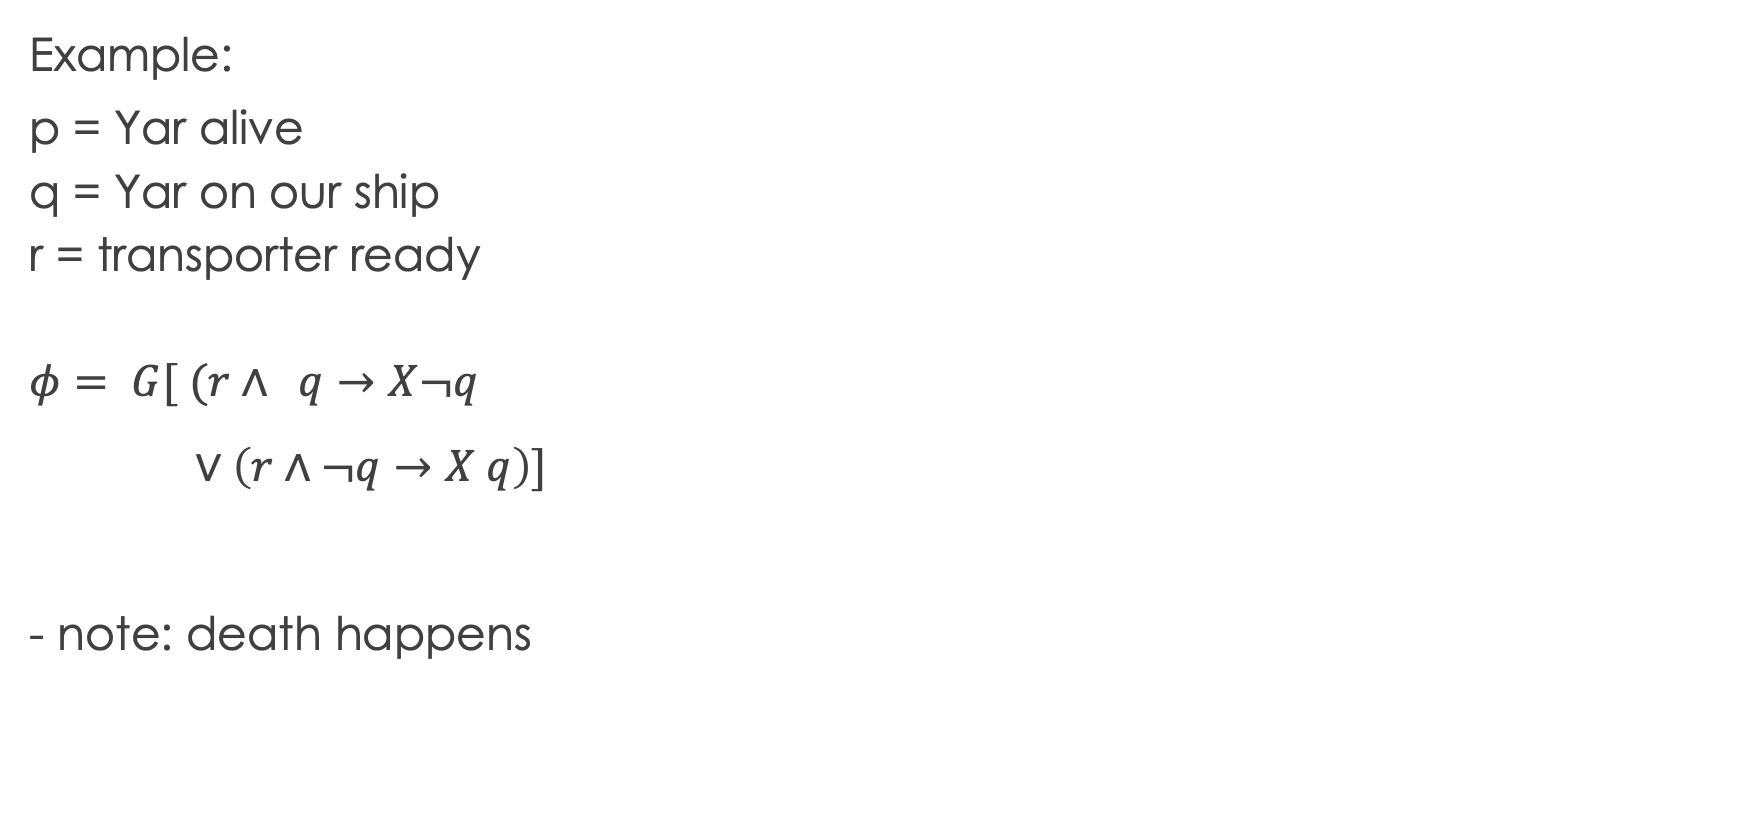 Example:
p = Yar alive
q = Yar on our ship
r = transporter ready
𝜙 = G[ (r ∧ q → X¬q
∨ (r ∧ ¬q → X q)]
- note: death happens